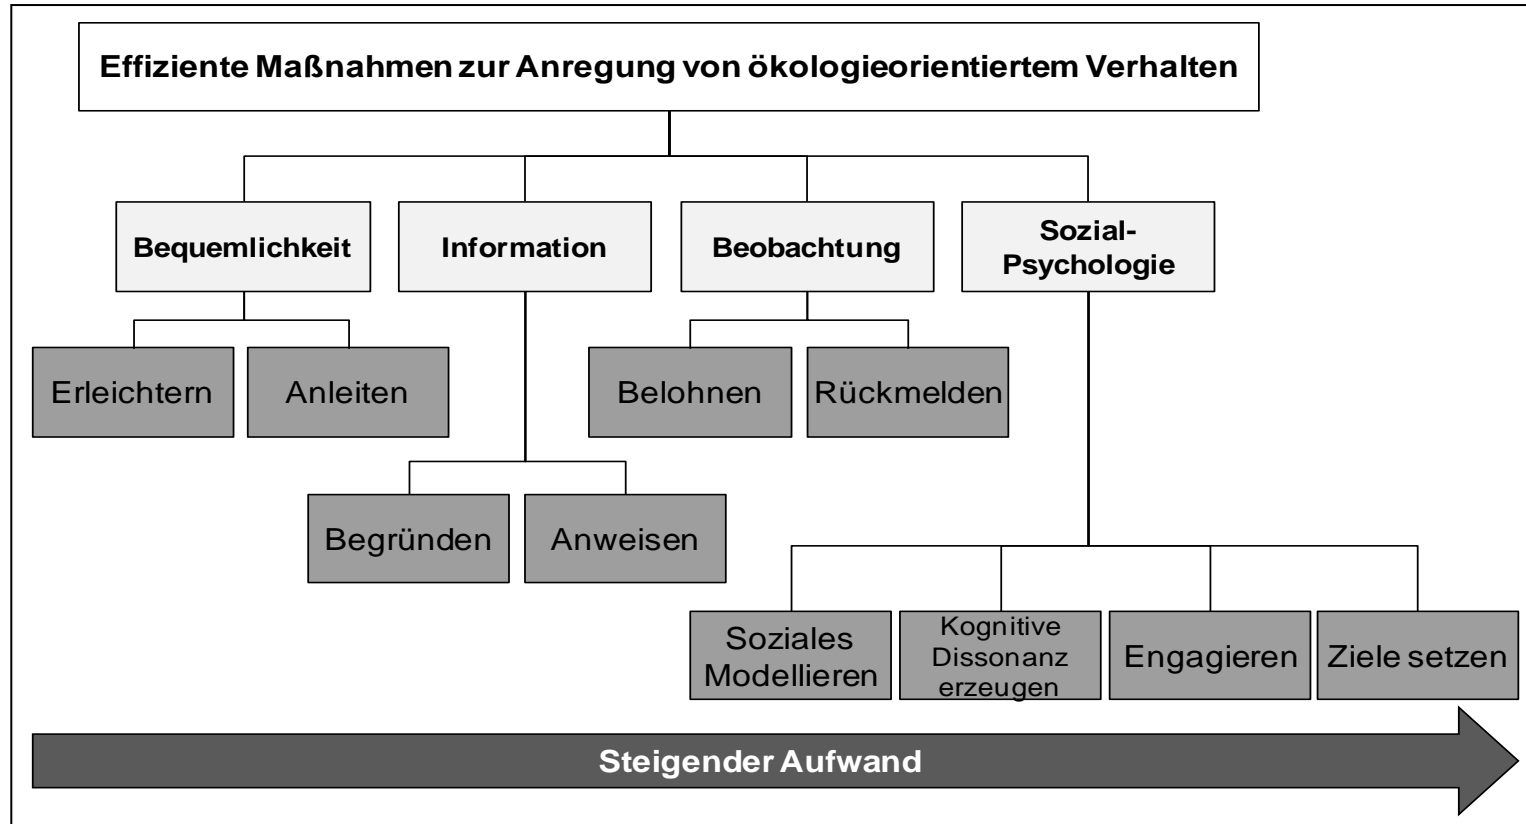 Effiziente Maßnahmen zur Anregung von ökologieorientiertem Verhalten
Bequemlichkeit
Information
Beobachtung
Sozial-
Psychologie
Erleichtern
Anleiten
Belohnen
Rückmelden
Begründen
Anweisen
Soziales
Modellieren
Kognitive
Dissonanz
erzeugen
Engagieren
Ziele setzen
Steigender Aufwand